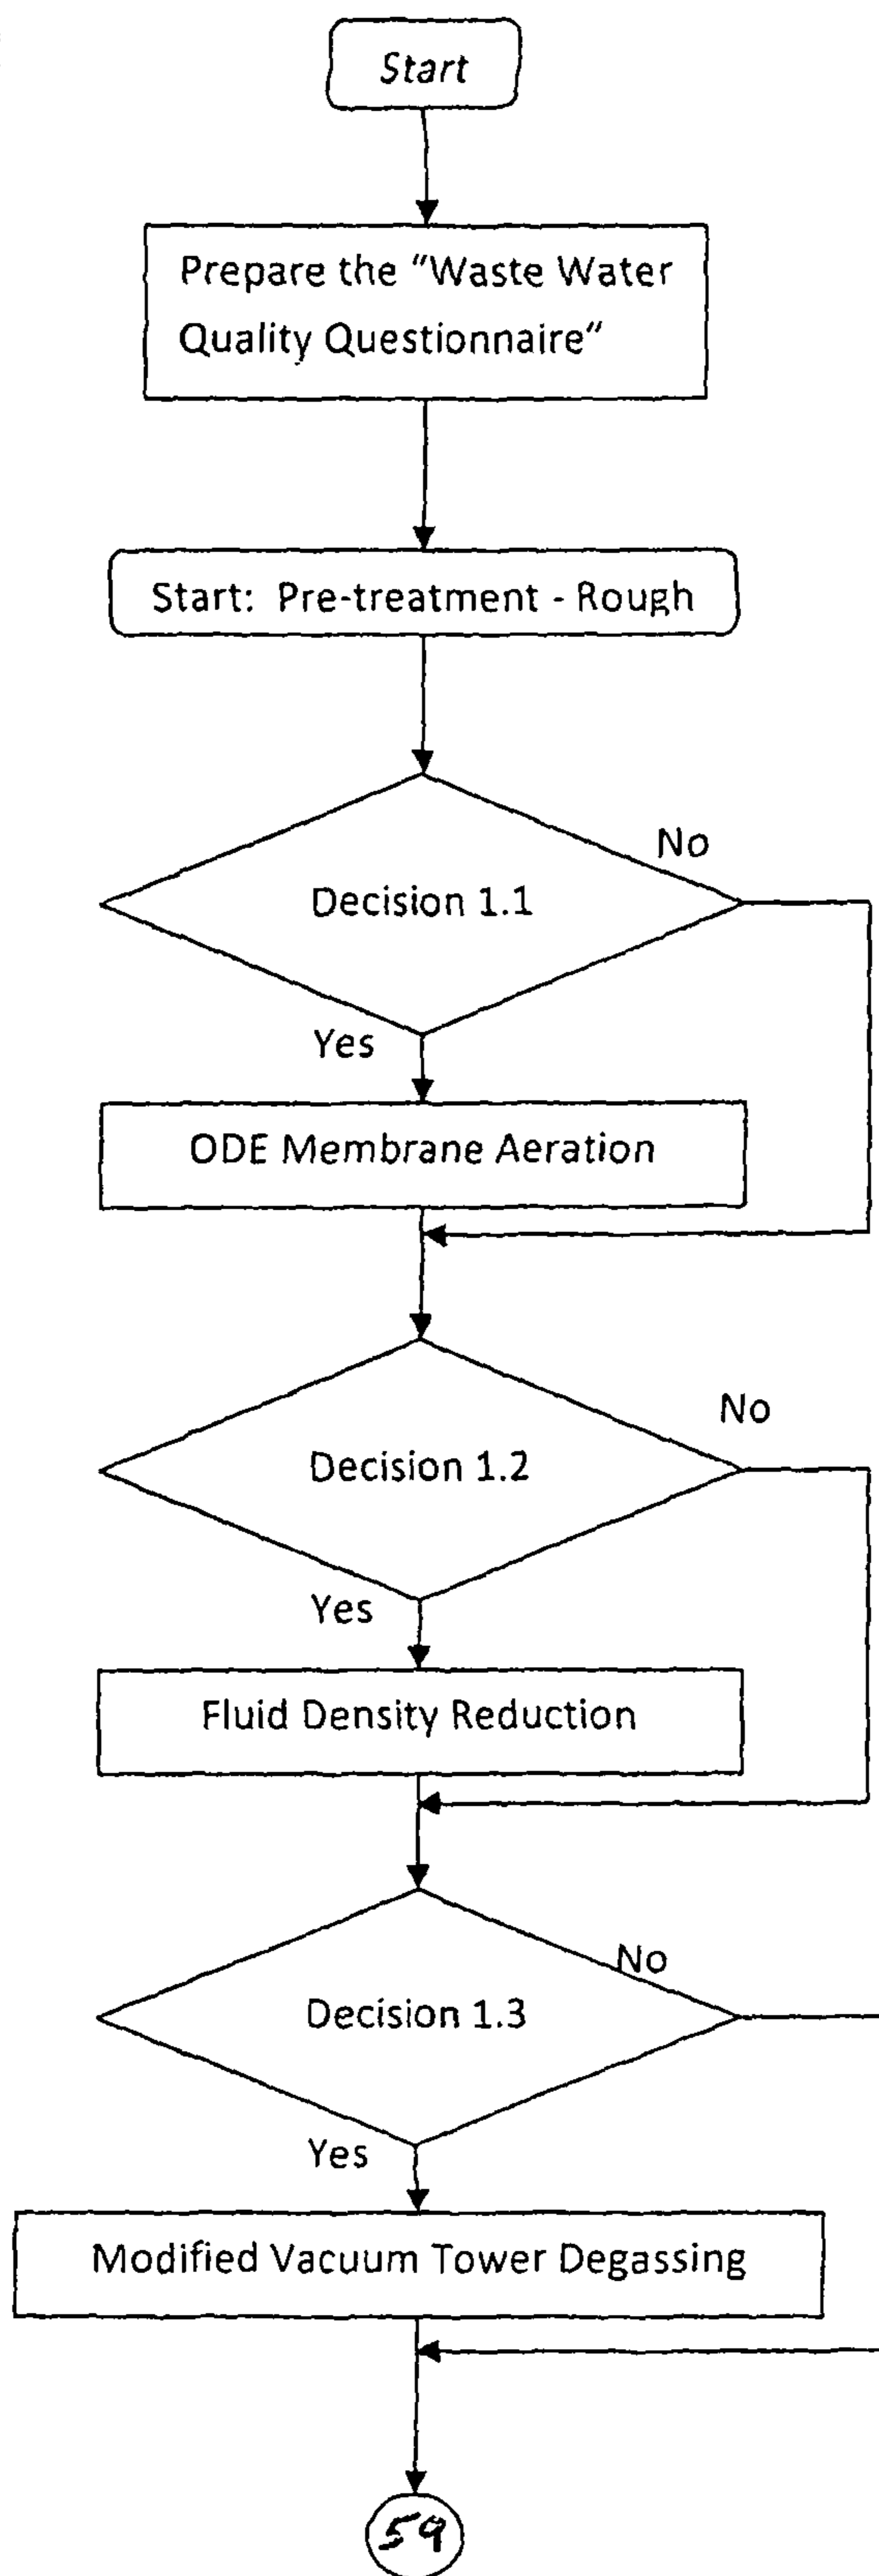 Start
Prepare the “Waste Water
Quality Questionnaire”
Start: Pre-treatment - Rough
No
Decision 1.1
Yes
ODE Membrane Aeration
No
Decision 1.2
Yes
Fluid Density Reduction
No
Decision 1.3
Yes
Modified Vacuum Tower Degassing
59